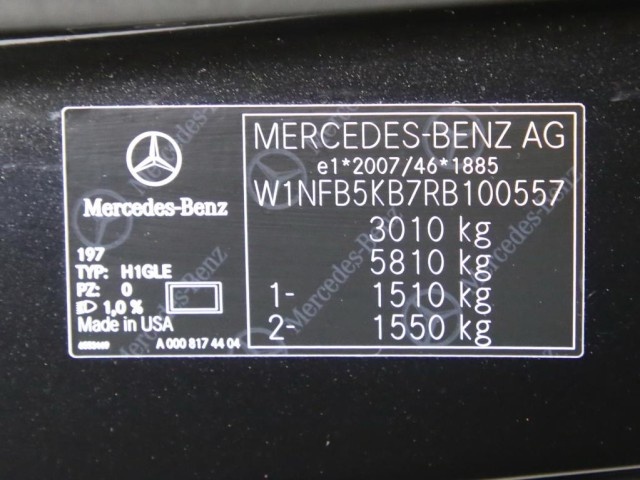 Mercedes-Benz
197
TYP: H1GLE
PZ: 0
1,0 %
Made in USA
A 000 817 44 04
MERCEDES-BENZ AG
e1*2007/46*1885
W1NFB5KB7RB100557
3010 kg
5810 kg
1- 1510 kg
2- 1550 kg